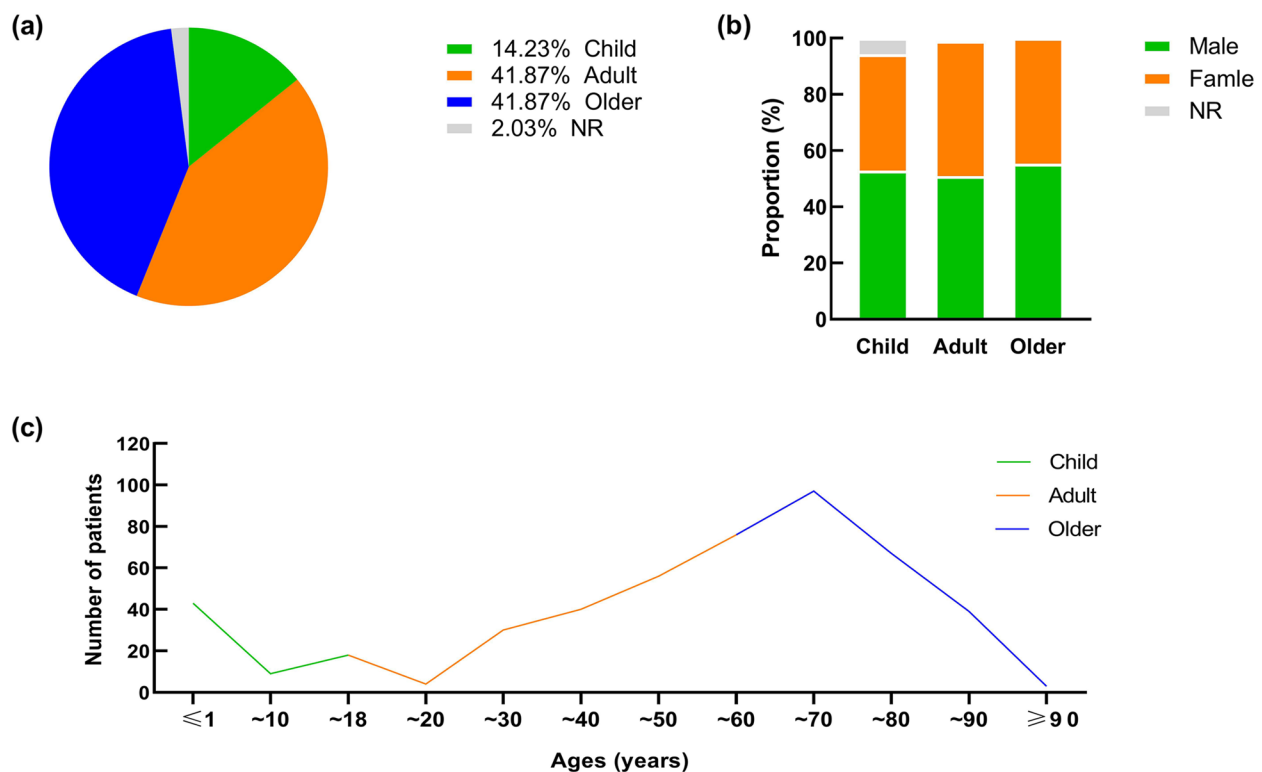 (a)
14.23% Child
41.87% Adult
41.87% Older
2.03% NR
(b)
Proportion (%)
100
80
60
40
20
0
Child Adult Older
Male
Famle
NR
(c)
Number of patients
120
100
80
60
40
20
0
⩽1 ~10 ~18 ~20 ~30 ~40 ~50 ~60 ~70 ~80 ~90 ⩾90
Ages (years)
Child
Adult
Older